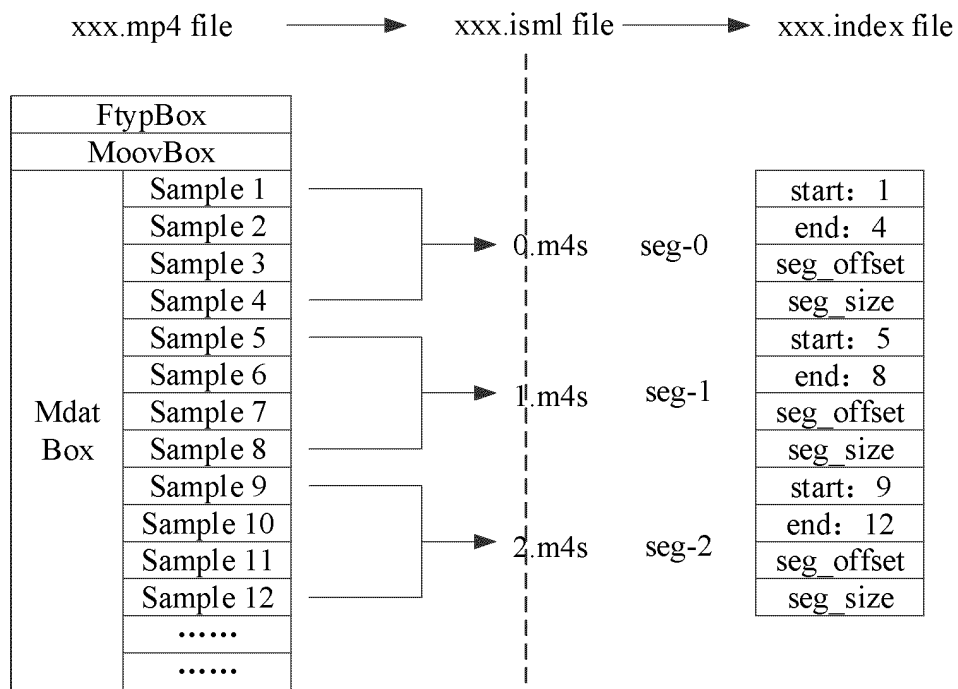 xxx.mp4 file
xxx.isml file
xxx.index file
FtypBox
MoovBox
Mdat
Box
Sample 1
Sample 2
Sample 3
Sample 4
Sample 5
Sample 6
Sample 7
Sample 8
Sample 9
Sample 10
Sample 11
Sample 12
……
……
0.m4s
seg-0
1.m4s
seg-1
2.m4s
seg-2
start：1
end：4
seg_offset
seg_size
start：5
end：8
seg_offset
seg_size
start：9
end：12
seg_offset
seg_size